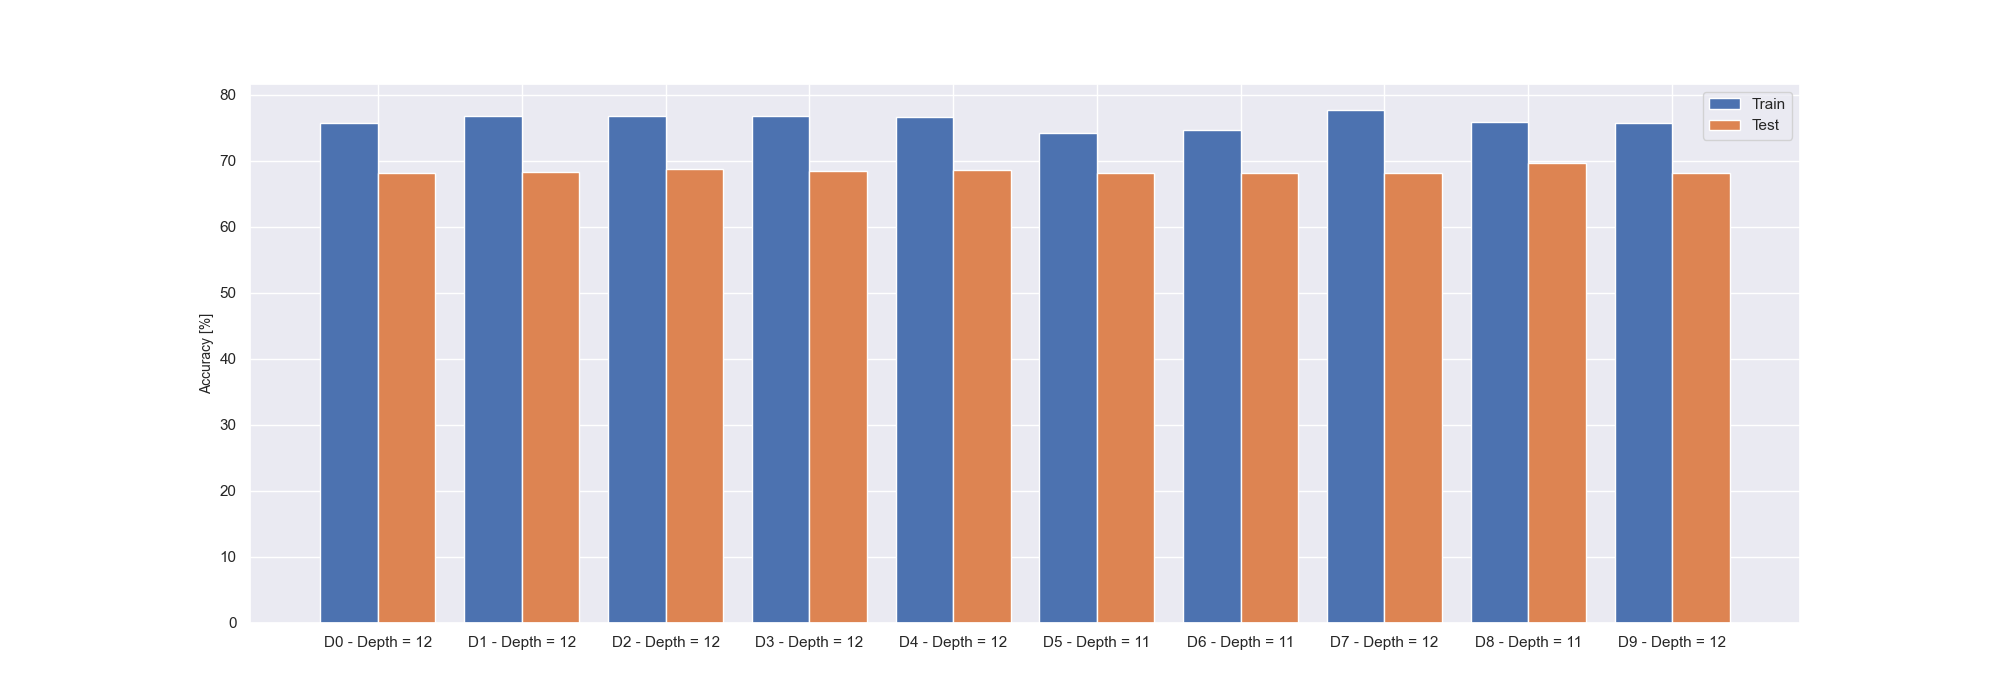 80
70
60
50
40
30
20
10
0
Accuracy [%]
Train
Test
D0 - Depth = 12
D1 - Depth = 12
D2 - Depth = 12
D3 - Depth = 12
D4 - Depth = 12
D5 - Depth = 11
D6 - Depth = 11
D7 - Depth = 12
D8 - Depth = 11
D9 - Depth = 12